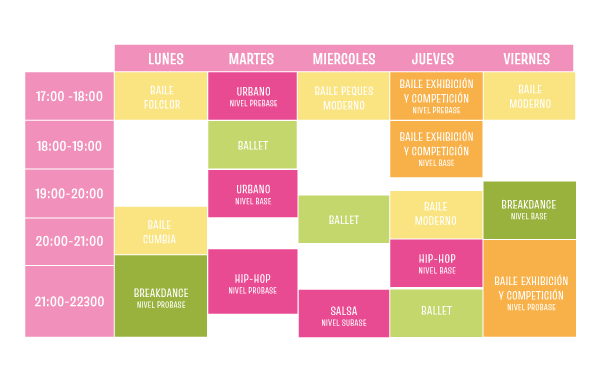 LUNES MARTES MIERCOLES JUEVES VIERNES
17:00 -18:00
BAILE
FOLCLOR
URBANO
NIVEL PREBASE
BAILE PEQUES
MODERNO
BAILE EXHIBICIÓN
Y COMPETICIÓN
NIVEL PREBASE
BAILE
MODERNO
18:00-19:00
BALLET
BAILE EXHIBICIÓN
Y COMPETICIÓN
NIVEL BASE
19:00-20:00
URBANO
NIVEL BASE
BALLET
BAILE
MODERNO
BREAKDANCE
NIVEL BASE
20:00-21:00
BAILE
CUMBIA
HIP-HOP
NIVEL PROBASE
HIP-HOP
NIVEL BASE
BAILE EXHIBICIÓN
Y COMPETICIÓN
NIVEL PROBASE
21:00-22300
BREAKDANCE
NIVEL PROBASE
SALSA
NIVEL SUBASE
BALLET